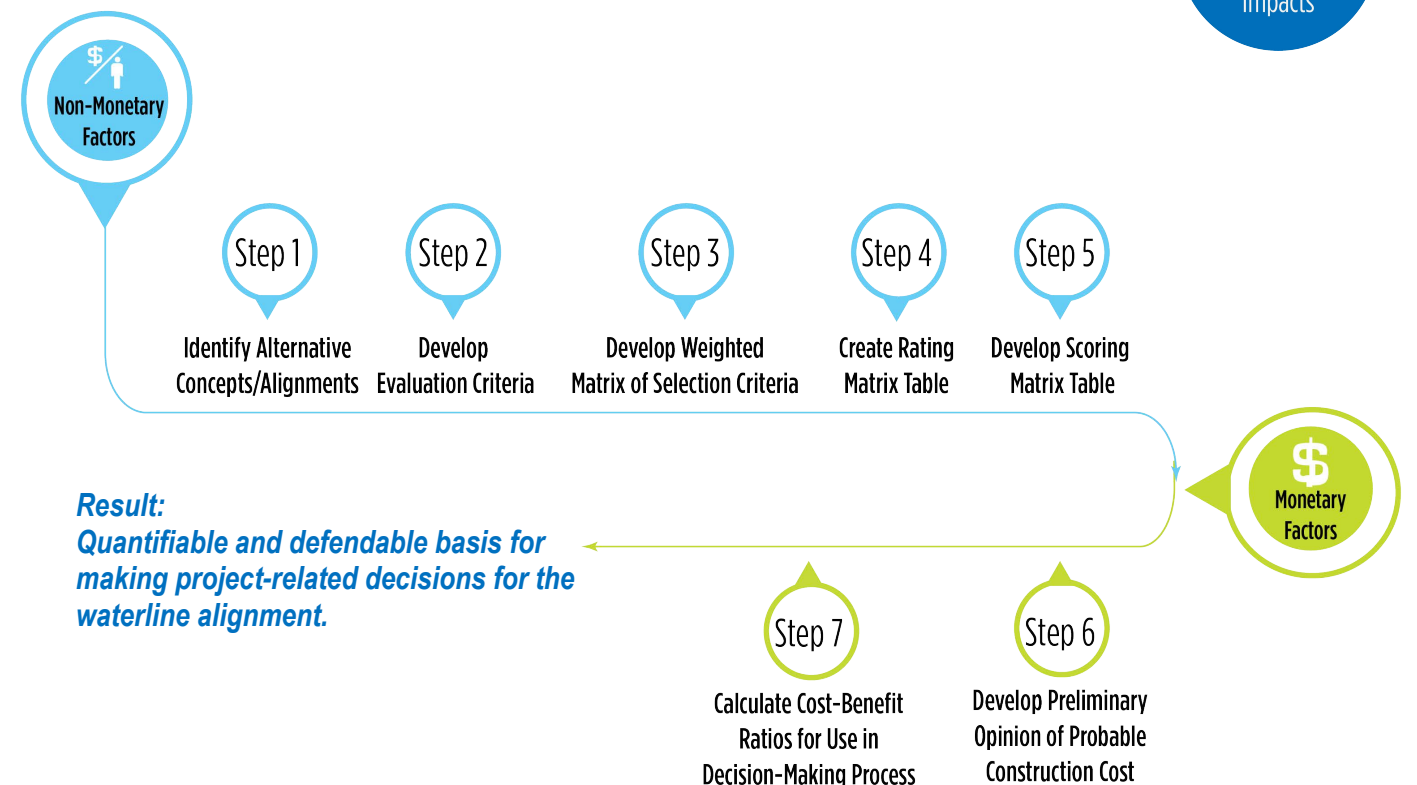 Impacts
$
Non-Monetary
Factors
Step 1
Step 2
Step 3
Step 4
Step 5
Identify Alternative
Concepts/Alignments
Develop
Evaluation Criteria
Develop Weighted
Matrix of Selection Criteria
Create Rating
Matrix Table
Develop Scoring
Matrix Table
$
Monetary
Factors
Result:
Quantifiable and defendable basis for
making project-related decisions for the
waterline alignment.
Step 7
Step 6
Calculate Cost-Benefit
Ratios for Use in
Decision-Making Process
Develop Preliminary
Opinion of Probable
Construction Cost